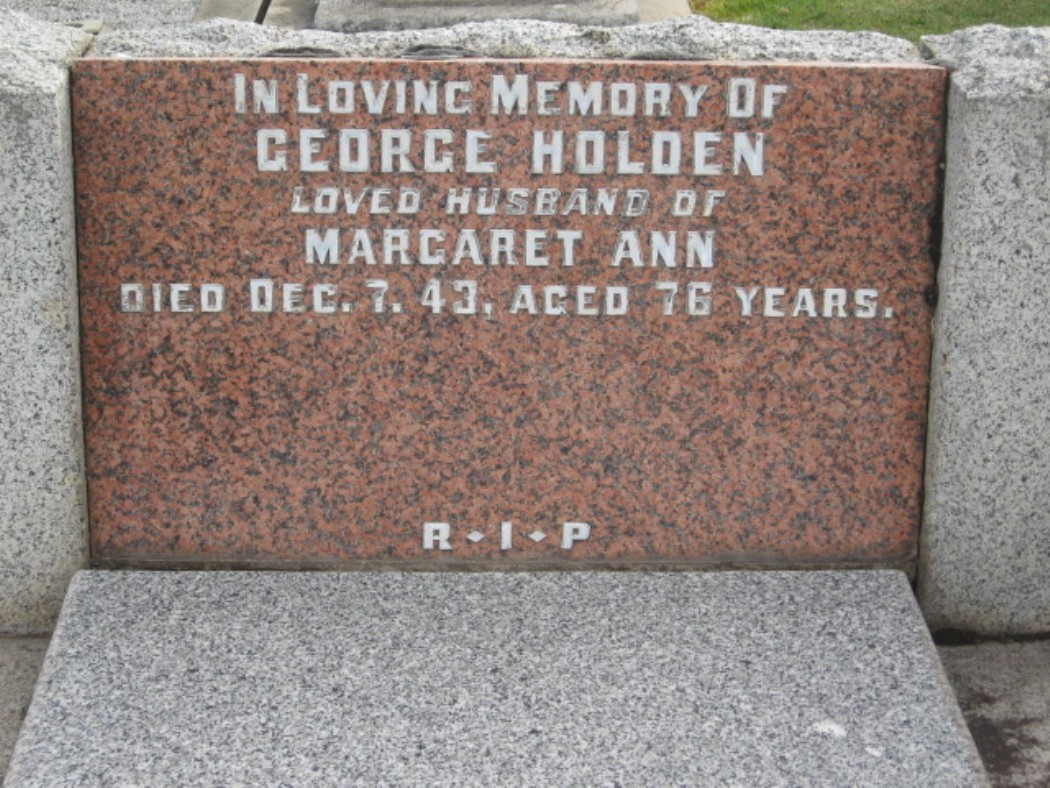 IN LOVING MEMORY OF
GEORGE HOLDEN
LOVED HUSBAND OF
MARGARET ANN
DIED DEC. 7. 43, AGED 76 YEARS.
R·I·P